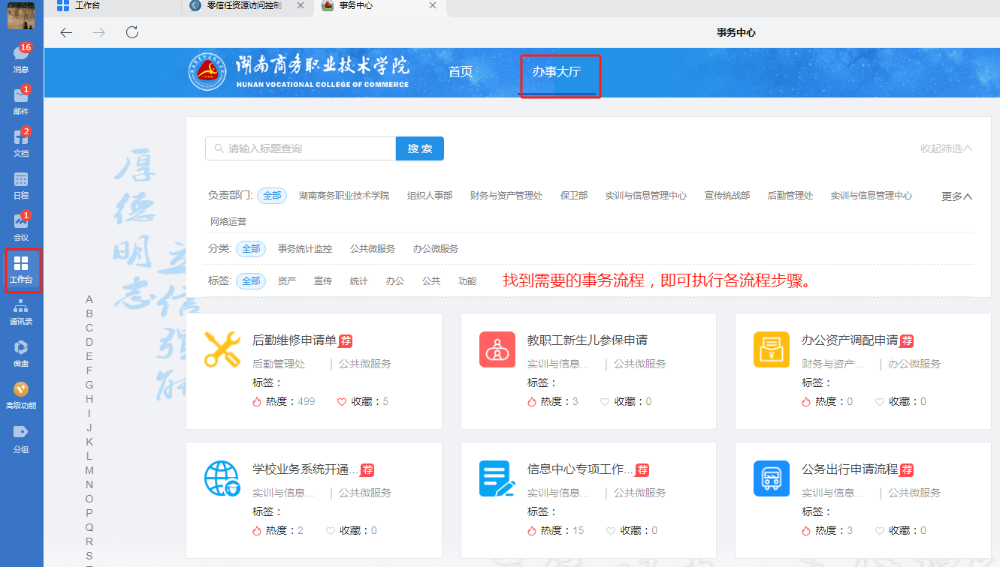 工作台
零信任资源访问控制
事务中心
事务中心
16
消息
1
邮件
2
文档
日程
1
会议
工作台
通讯录
微盘
高级功能
分组
湖南商务职业技术学院
HUNAN VOCATIONAL COLLEGE OF COMMERCE
首页
办事大厅
请输入标题查询
搜 索
收起筛选
负责部门: 全部 湖南商务职业技术学院 组织人事部 财务与资产管理处 保卫部 实训与信息管理中心 宣传统战部 后勤管理处 实训与信息管理中心 更多
网络运营
分类: 全部 事务统计监控 公共微服务 办公微服务
标签: 全部 资产 宣传 统计 办公 公共 功能
找到需要的事务流程，即可执行各流程步骤。
厚德明志
立信强能
A
B
C
D
E
F
G
H
I
J
K
L
M
N
O
P
Q
R
S
后勤维修申请单 荐
后勤管理处 | 公共微服务
标签：
热度：499 收藏：5
教职工新生儿参保申请
实训与信息... | 公共微服务
标签：
热度：3 收藏：0
办公资产调配申请 荐
财务与资产... | 办公微服务
标签：
热度：0 收藏：0
学校业务系统开通... 荐
实训与信息... | 公共微服务
标签：
热度：2 收藏：0
信息中心专项工作... 荐
实训与信息... | 公共微服务
标签：
热度：15 收藏：0
公务出行申请流程 荐
实训与信息... | 公共微服务
标签：
热度：3 收藏：0